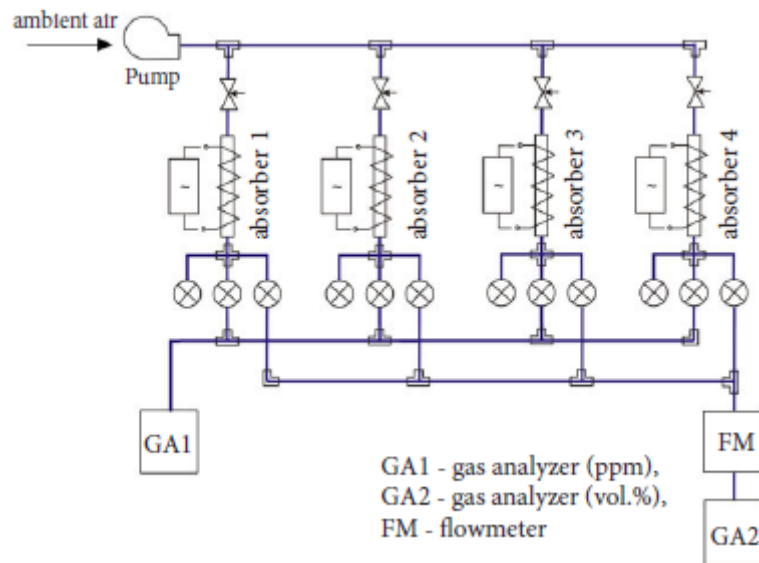 ambient air
Pump
absorber 1
absorber 2
absorber 3
absorber 4
~
~
~
~
GA1
FM
GA2
GA1 - gas analyzer (ppm),
GA2 - gas analyzer (vol.%),
FM - flowmeter